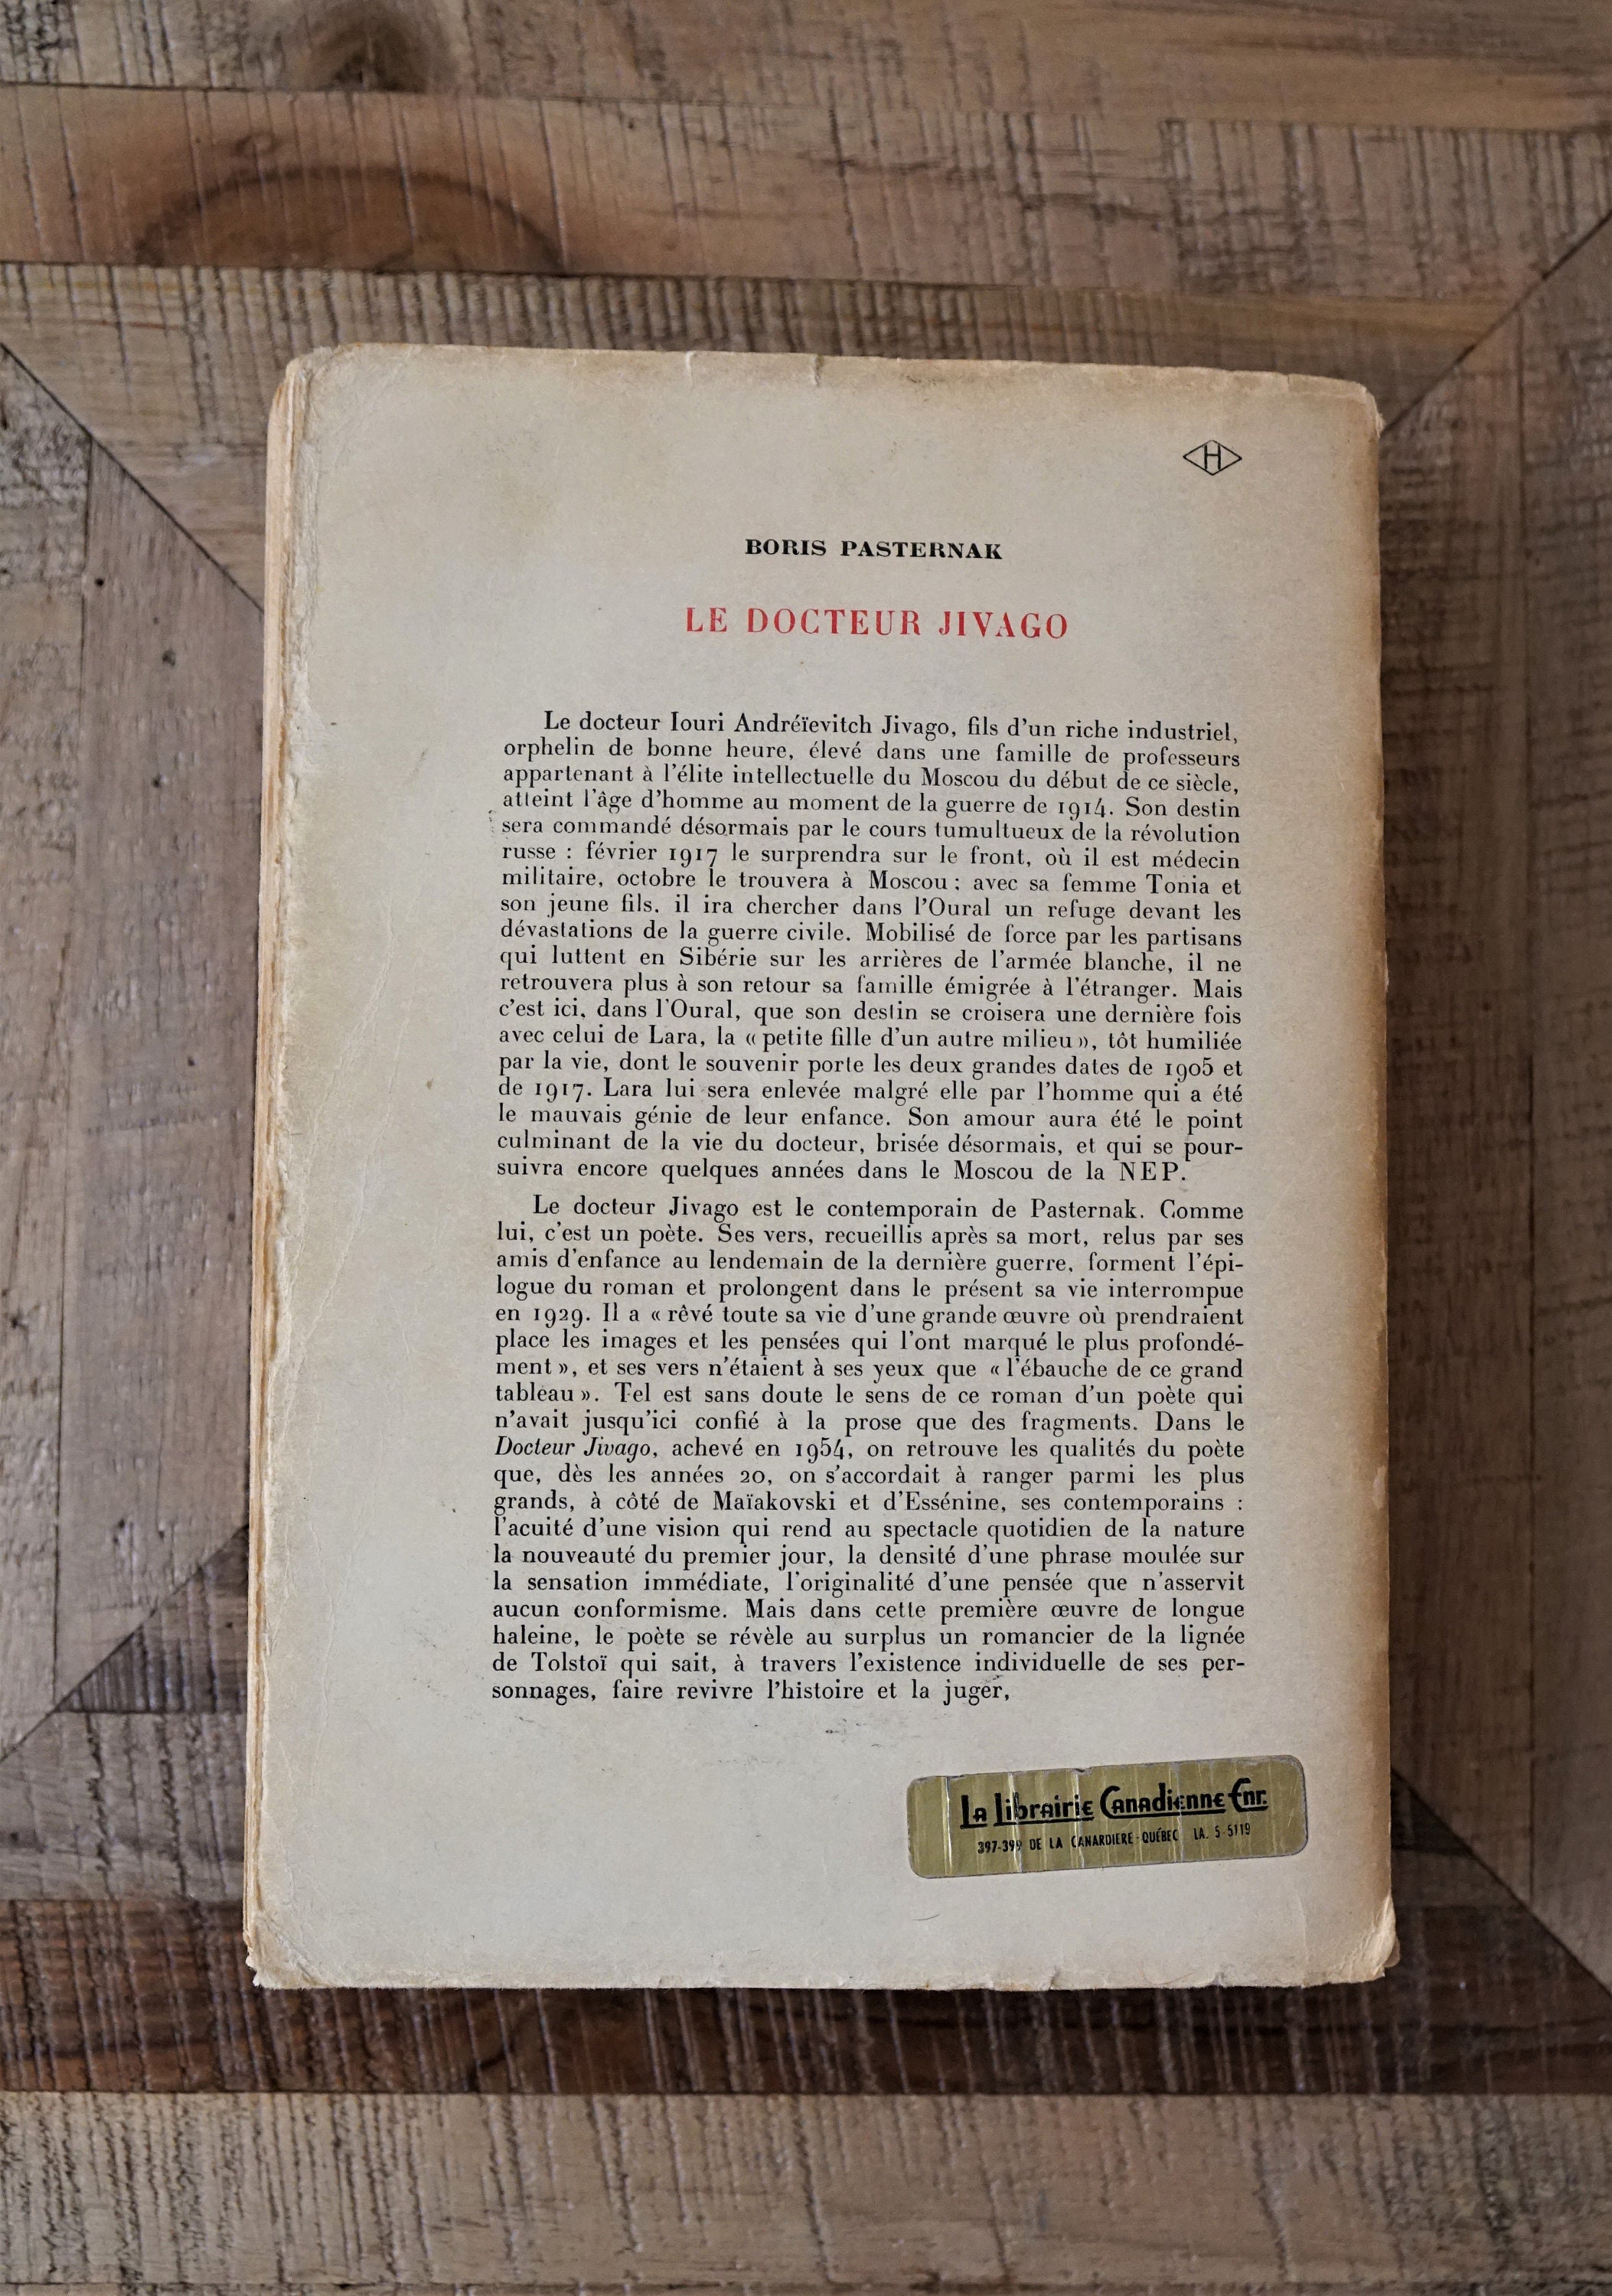 H
BORIS PASTERNAK
LE DOCTEUR JIVAGO
Le docteur Iouri Andréïevitch Jivago, fils d'un riche industriel,
orphelin de bonne heure, élevé dans une famille de professeurs
appartenant à l'élite intellectuelle du Moscou du début de ce siècle,
atteint l'âge d'homme au moment de la guerre de 1914. Son destin
sera commandé désormais par le cours tumultueux de la révolution
russe : février 1917 le surprendra sur le front, où il est médecin
militaire, octobre le trouvera à Moscou ; avec sa femme Tonia et
son jeune fils, il ira chercher dans l'Oural un refuge devant les
dévastations de la guerre civile. Mobilisé de force par les partisans
qui luttent en Sibérie sur les arrières de l'armée blanche, il ne
retrouvera plus à son retour sa famille émigrée à l'étranger. Mais
c'est ici, dans l'Oural, que son destin se croisera une dernière fois
avec celui de Lara, la « petite fille d'un autre milieu », tôt humiliée
par la vie, dont le souvenir porte les deux grandes dates de 1905 et
de 1917. Lara lui sera enlevée malgré elle par l'homme qui a été
le mauvais génie de leur enfance. Son amour aura été le point
culminant de la vie du docteur, brisée désormais, et qui se pour-
suivra encore quelques années dans le Moscou de la NEP.
Le docteur Jivago est le contemporain de Pasternak. Comme
lui, c'est un poète. Ses vers, recueillis après sa mort, relus par ses
amis d'enfance au lendemain de la dernière guerre, forment l'épi-
logue du roman et prolongent dans le présent sa vie interrompue
en 1929. Il a « rêvé toute sa vie d'une grande œuvre où prendraient
place les images et les pensées qui l'ont marqué le plus profondé-
ment », et ses vers n'étaient à ses yeux que « l'ébauche de ce grand
tableau ». Tel est sans doute le sens de ce roman d'un poète qui
n'avait jusqu'ici confié à la prose que des fragments. Dans le
Docteur Jivago, achevé en 1954, on retrouve les qualités du poète
que, dès les années 20, on s'accordait à ranger parmi les plus
grands, à côté de Maïakovski et d'Essénine, ses contemporains :
l'acuité d'une vision qui rend au spectacle quotidien de la nature
la nouveauté du premier jour, la densité d'une phrase moulée sur
la sensation immédiate, l'originalité d'une pensée que n'asservit
aucun conformisme. Mais dans cette première œuvre de longue
haleine, le poète se révèle au surplus un romancier de la lignée
de Tolstoï qui sait, à travers l'existence individuelle de ses per-
sonnages, faire revivre l'histoire et la juger,
La librairie Canadienne Enr.
397-399 DE LA CANARDIERE - QUÉBEC LA. 5-5119